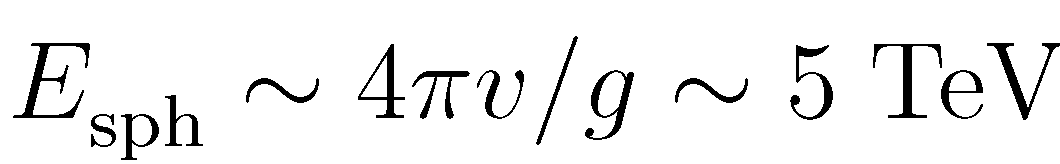 E_sph ∼ 4πv/g ∼ 5 TeV